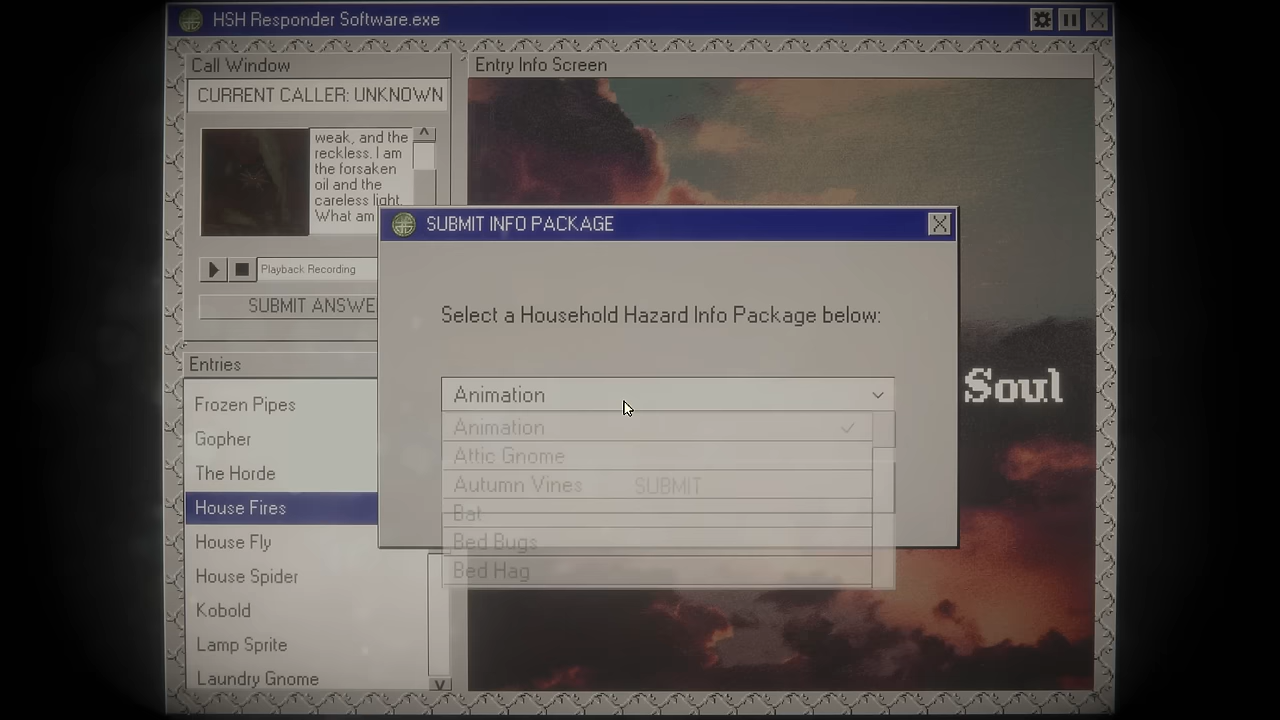 HSH Responder Software.exe
Call Window
CURRENT CALLER: UNKNOWN
weak, and the
reckless. I am
the forsaken
oil and the
careless light.
What am
Playback Recording
SUBMIT ANSWE
Entries
Frozen Pipes
Gopher
The Horde
House Fires
House Fly
House Spider
Kobold
Lamp Sprite
Laundry Gnome
Entry Info Screen
Soul
SUBMIT INFO PACKAGE
Select a Household Hazard Info Package below:
Animation
Animation
Attic Gnome
Autumn Vines
SUBMIT
Bat
Bed Bugs
Bed Hag